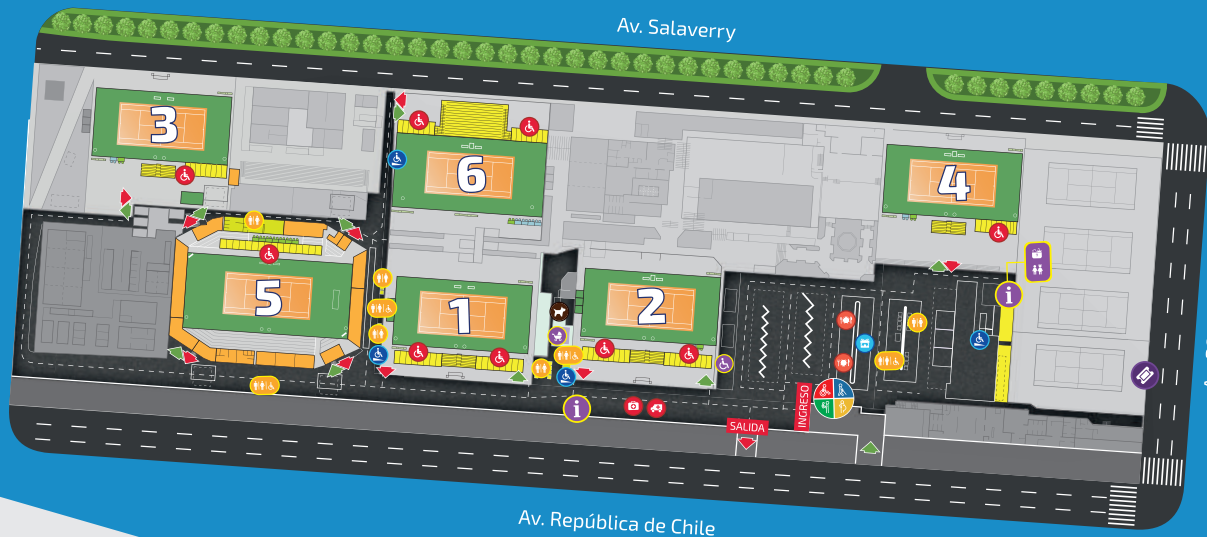 Av. Salaverry
3
6
4
5
1
2
i
i
INGRESO
SALIDA
Av. República de Chile